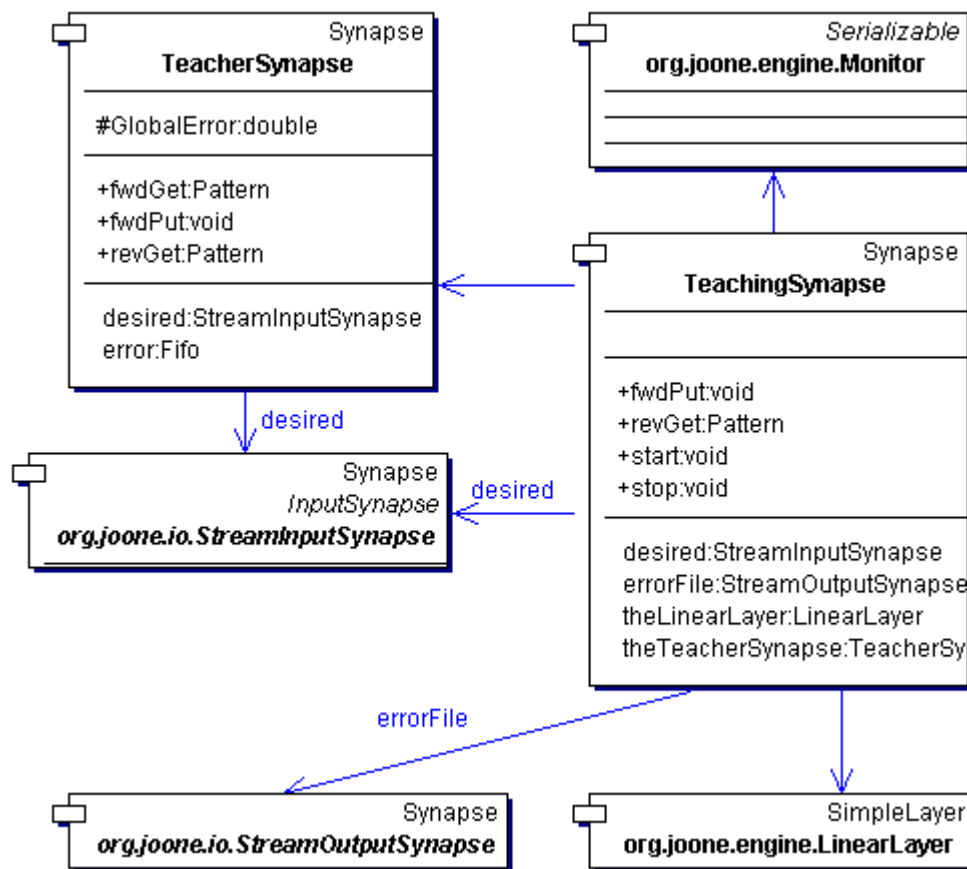 Synapse
TeacherSynapse
#GlobalError:double
+fwdGet:Pattern
+fwdPut:void
+revGet:Pattern
desired:StreamInputSynapse
error:Fifo
Serializable
org.joone.engine.Monitor
Synapse
TeachingSynapse
+fwdPut:void
+revGet:Pattern
+start:void
+stop:void
desired:StreamInputSynapse
errorFile:StreamOutputSynapse
theLinearLayer:LinearLayer
theTeacherSynapse:TeacherSy
desired
Synapse
InputSynapse
org.joone.io.StreamInputSynapse
desired
errorFile
Synapse
org.joone.io.StreamOutputSynapse
SimpleLayer
org.joone.engine.LinearLayer